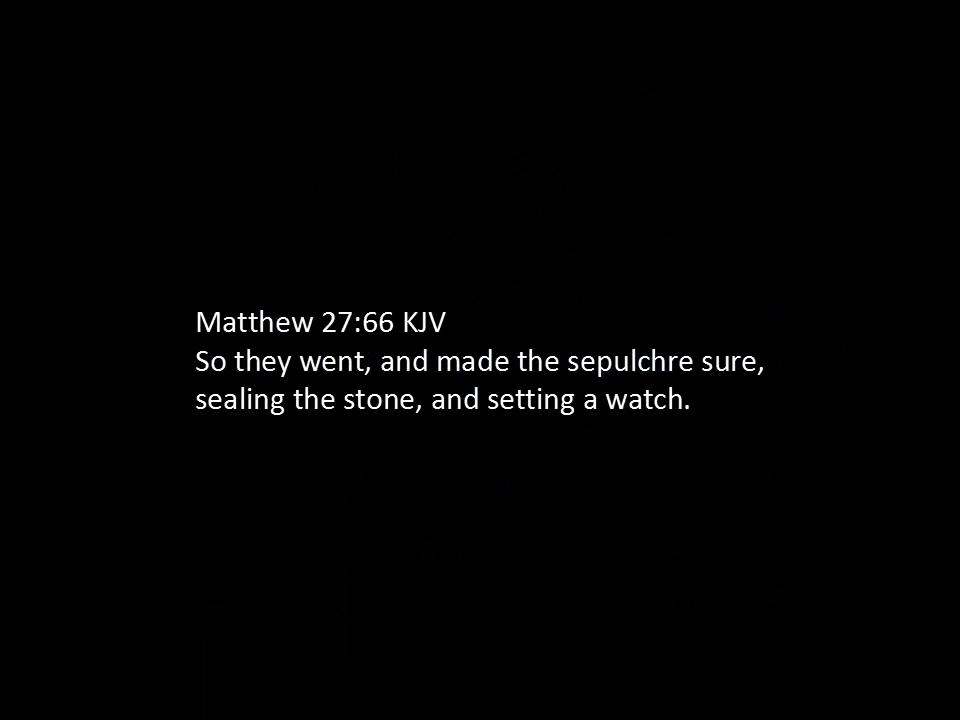 Matthew 27:66 KJV
So they went, and made the sepulchre sure,
sealing the stone, and setting a watch.